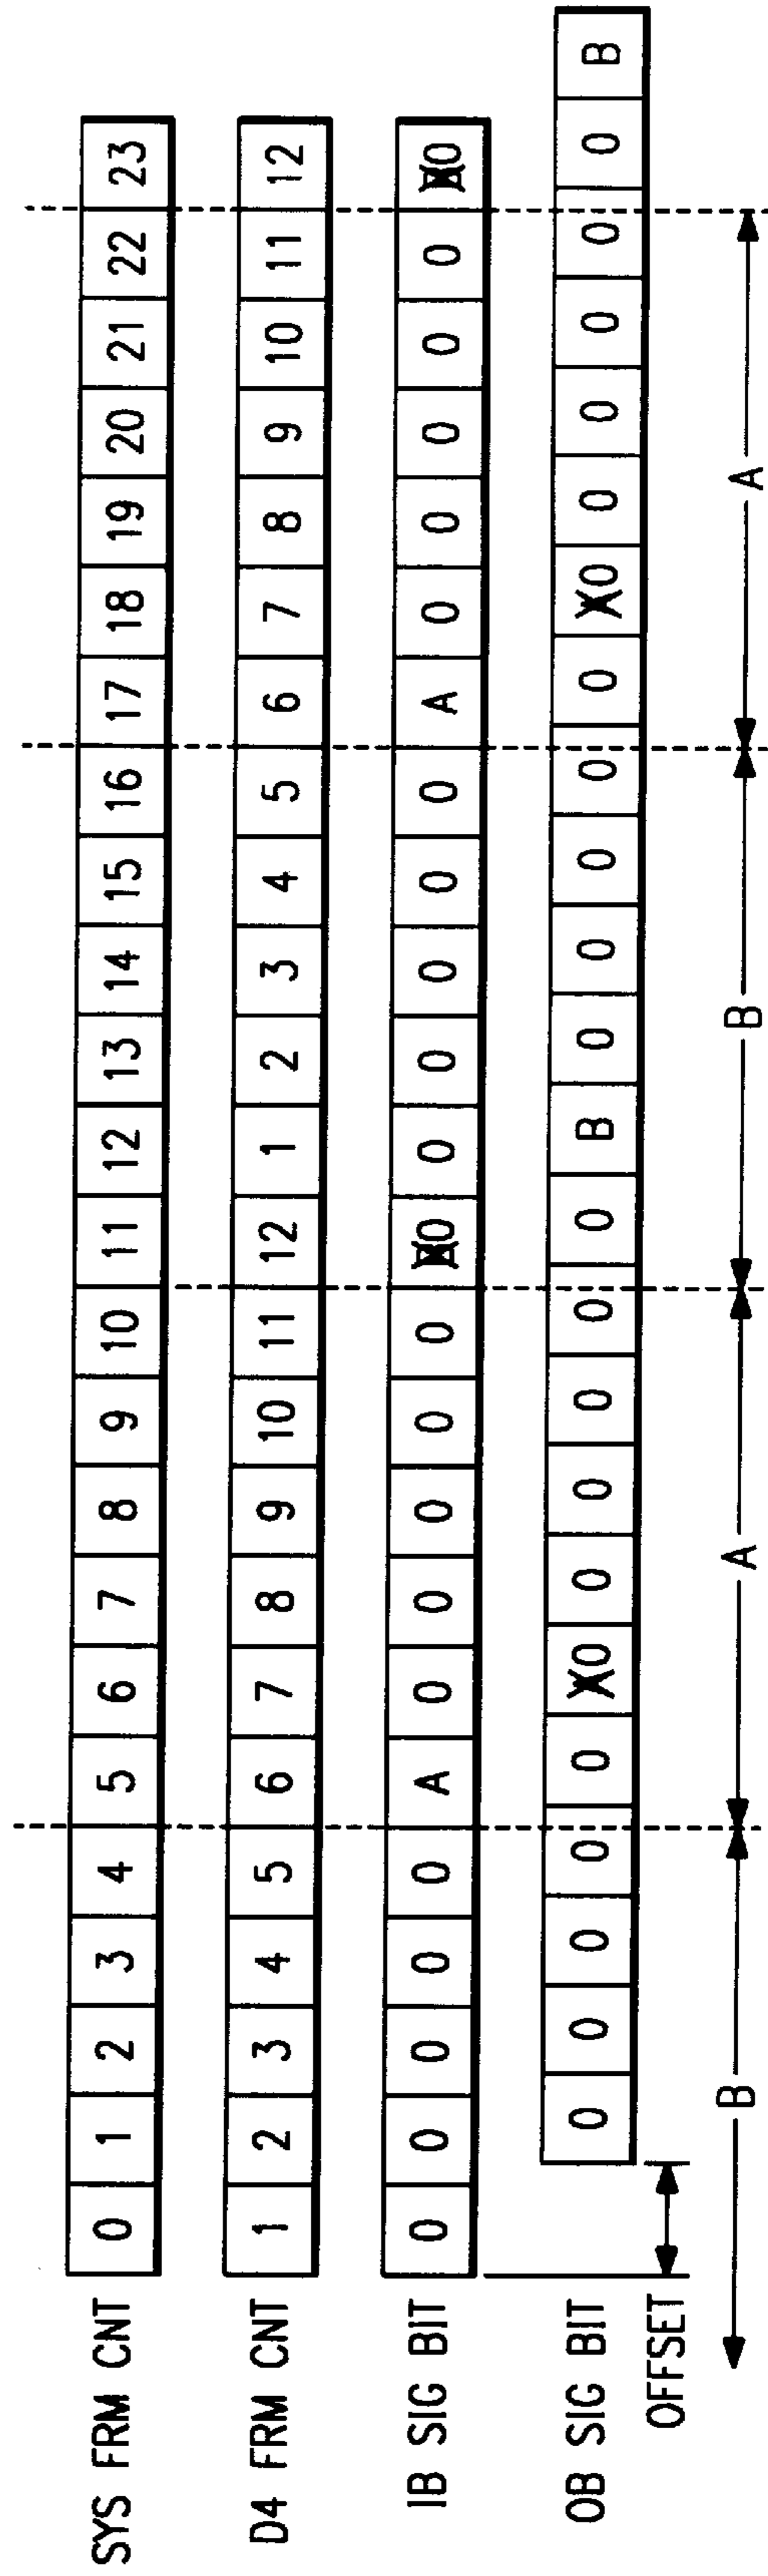 SYS FRM CNT 0 1 2 3 4 5 6 7 8 9 10 11 12 13 14 15 16 17 18 19 20 21 22 23
D4 FRM CNT 1 2 3 4 5 6 7 8 9 10 11 12 1 2 3 4 5 6 7 8 9 10 11 12
IB SIG BIT 0 0 0 0 0 A 0 0 0 0 0 X0 0 0 0 0 0 A 0 0 0 0 0 X0
OB SIG BIT 0 0 0 0 0 X0 0 0 0 0 0 B 0 0 0 0 0 X0 0 0 0 0 0 B
OFFSET
B A B A